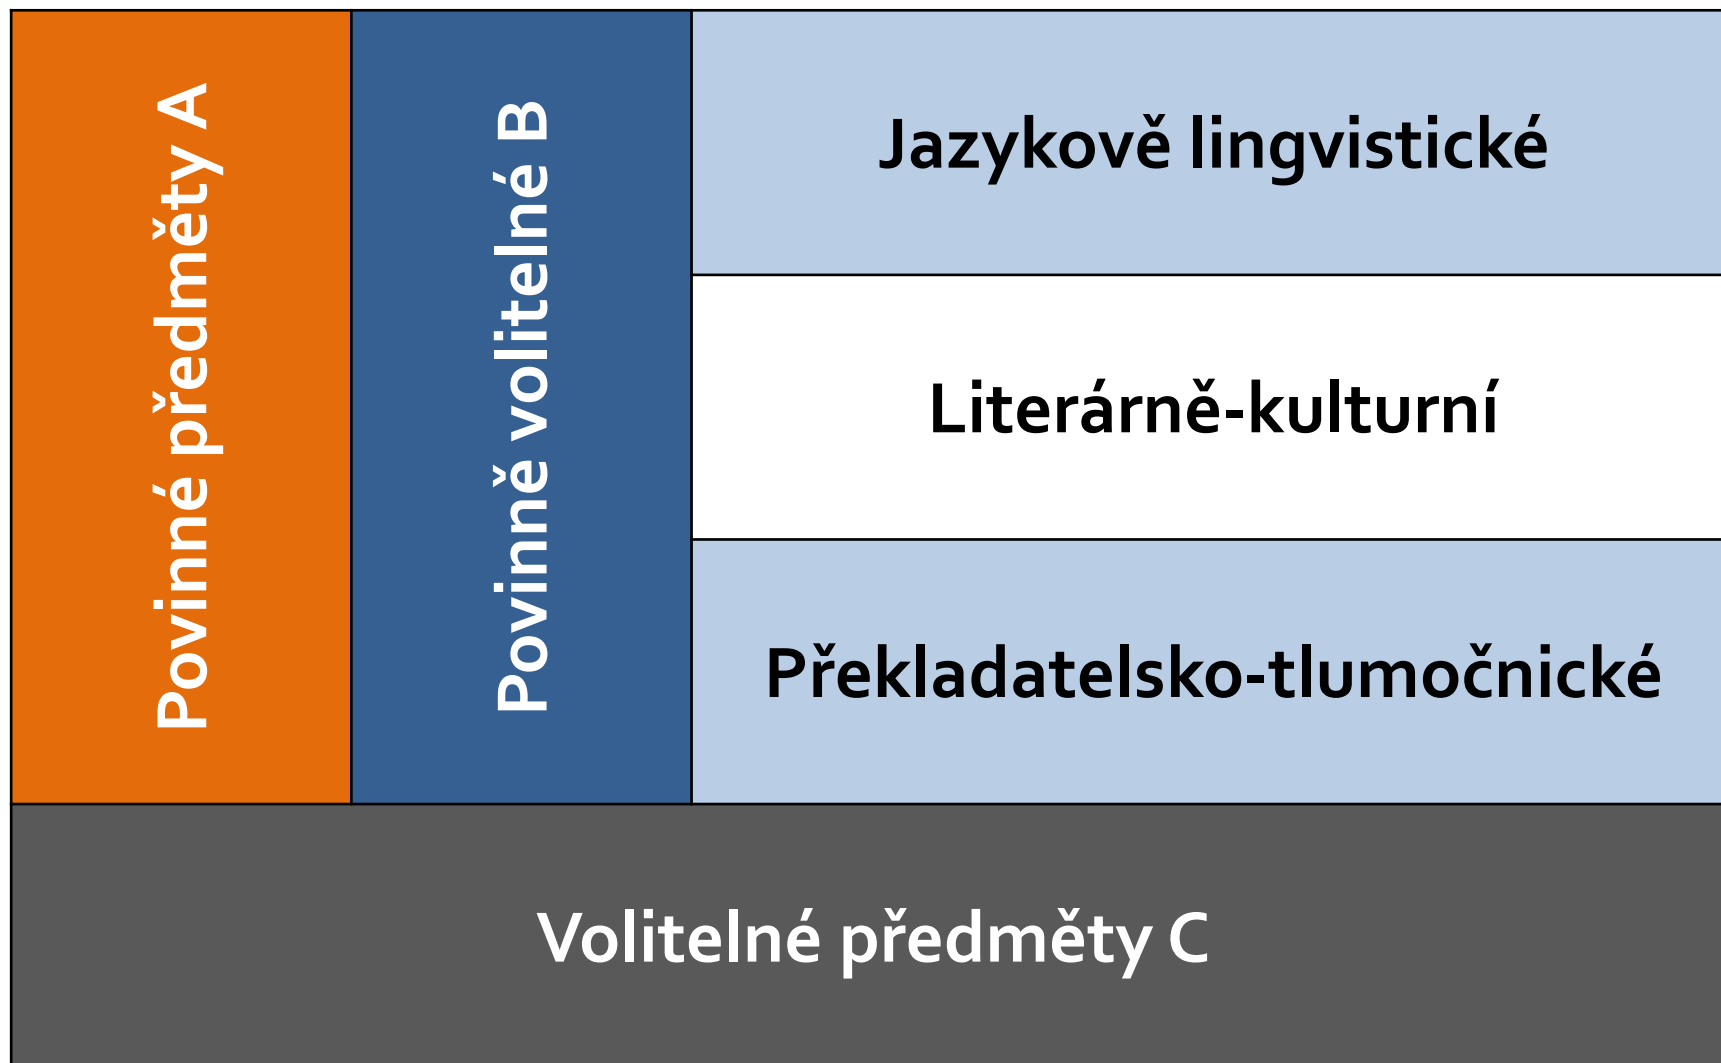 Povinné předměty A
Povinně volitelné B
Jazykově lingvistické
Literárně-kulturní
Překladatelsko-tlumočnické
Volitelné předměty C